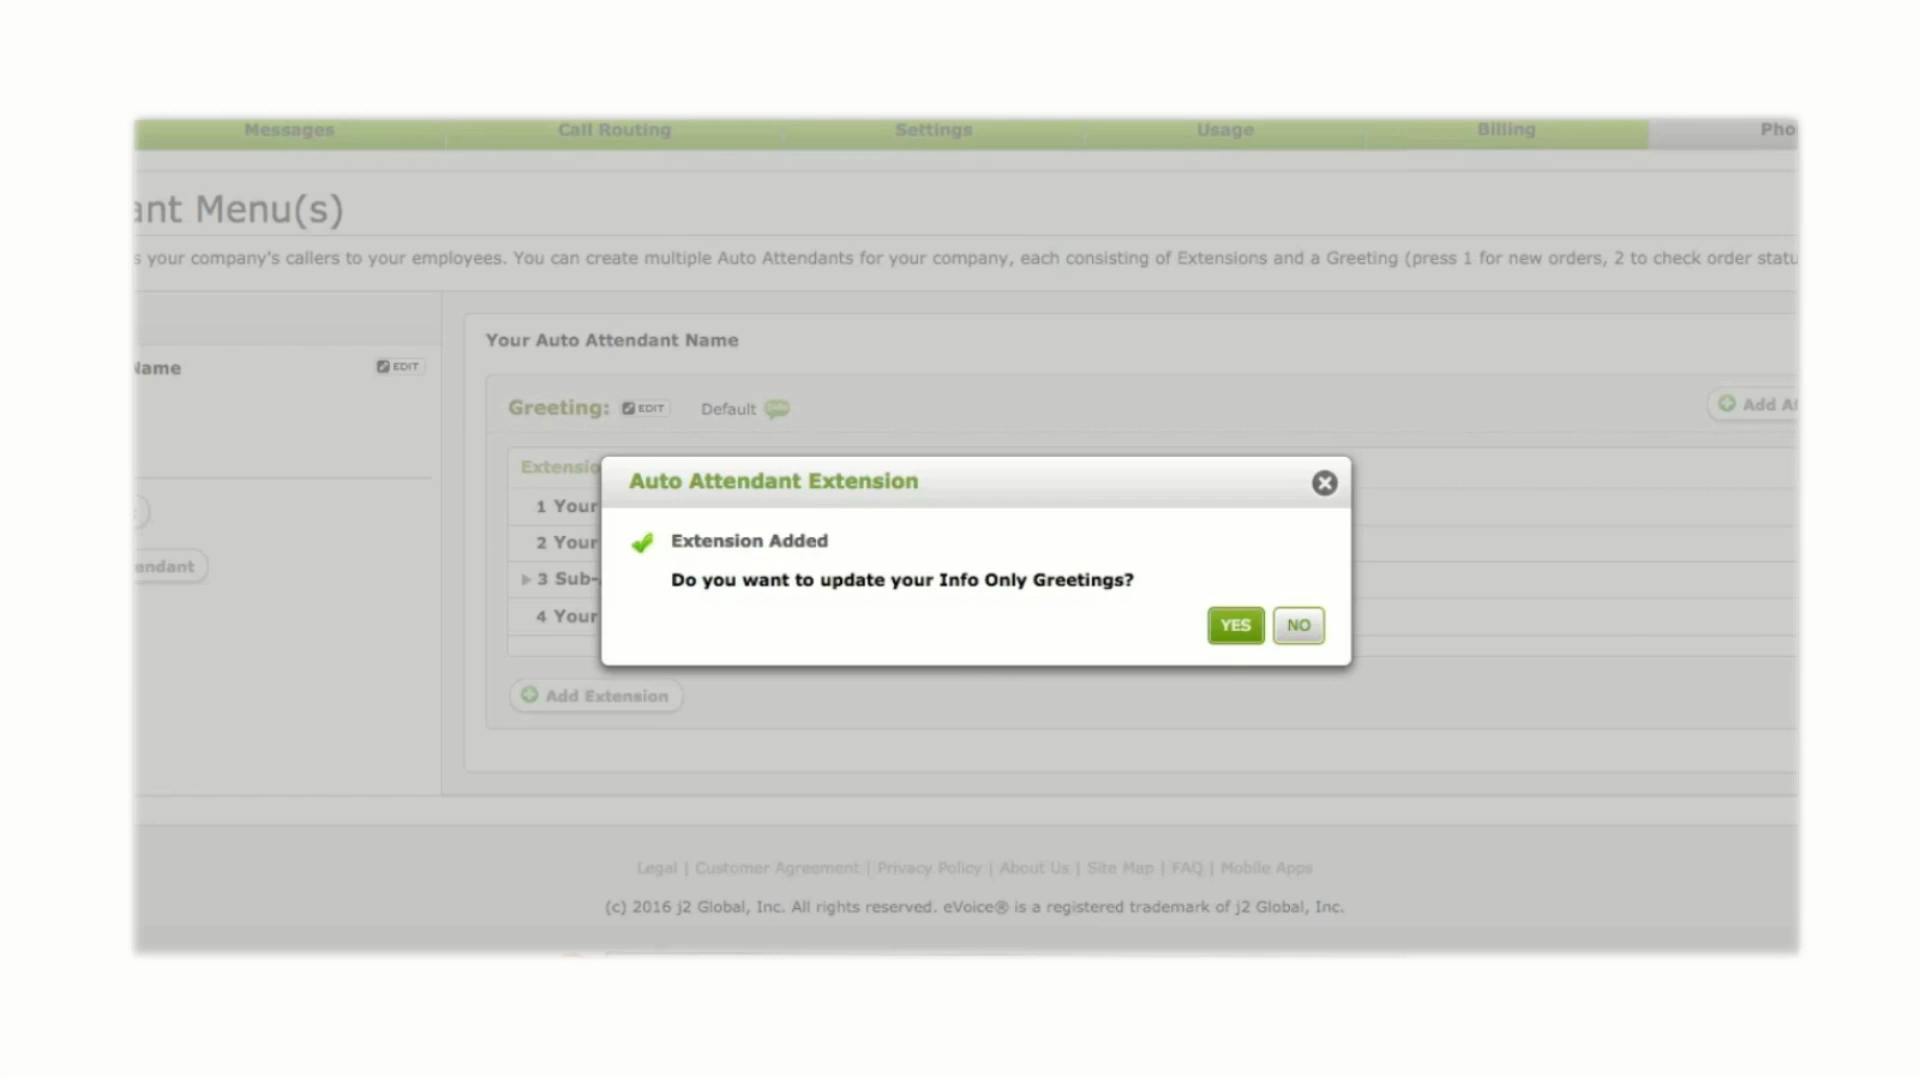 Messages
Call Routing
Settings
Usage
Billing
Pho
ant Menu(s)
s your company's callers to your employees. You can create multiple Auto Attendants for your company, each consisting of Extensions and a Greeting (press 1 for new orders, 2 to check order statu
Name
EDIT
endant
Your Auto Attendant Name
Greeting: EDIT Default
Add At
Extensio
1 Your
2 Your
3 Sub-
4 Your
Add Extension
Auto Attendant Extension
Extension Added
Do you want to update your Info Only Greetings?
YES
NO
Legal | Customer Agreement | Privacy Policy | About Us | Site Map | FAQ | Mobile Apps
(c) 2016 j2 Global, Inc. All rights reserved. eVoice® is a registered trademark of j2 Global, Inc.